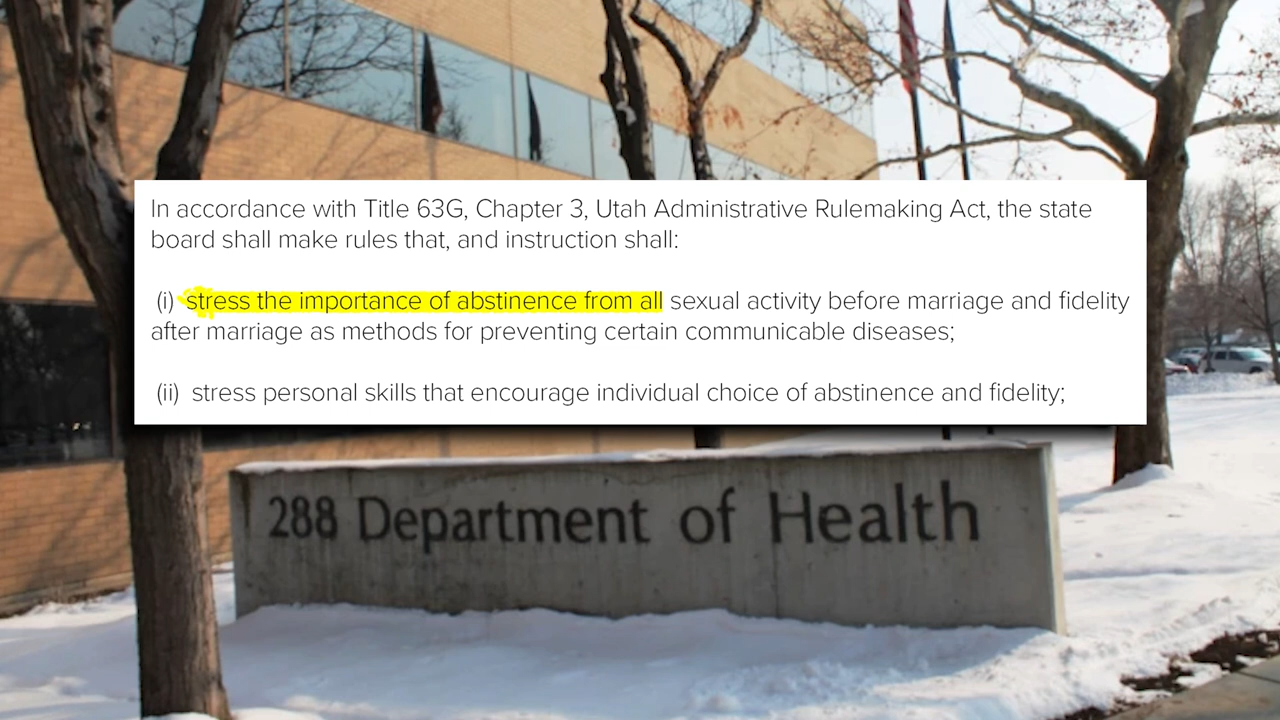 In accordance with Title 63G, Chapter 3, Utah Administrative Rulemaking Act, the state
board shall make rules that, and instruction shall:
(i) stress the importance of abstinence from all sexual activity before marriage and fidelity
after marriage as methods for preventing certain communicable diseases;
(ii) stress personal skills that encourage individual choice of abstinence and fidelity;
288 Department of Health